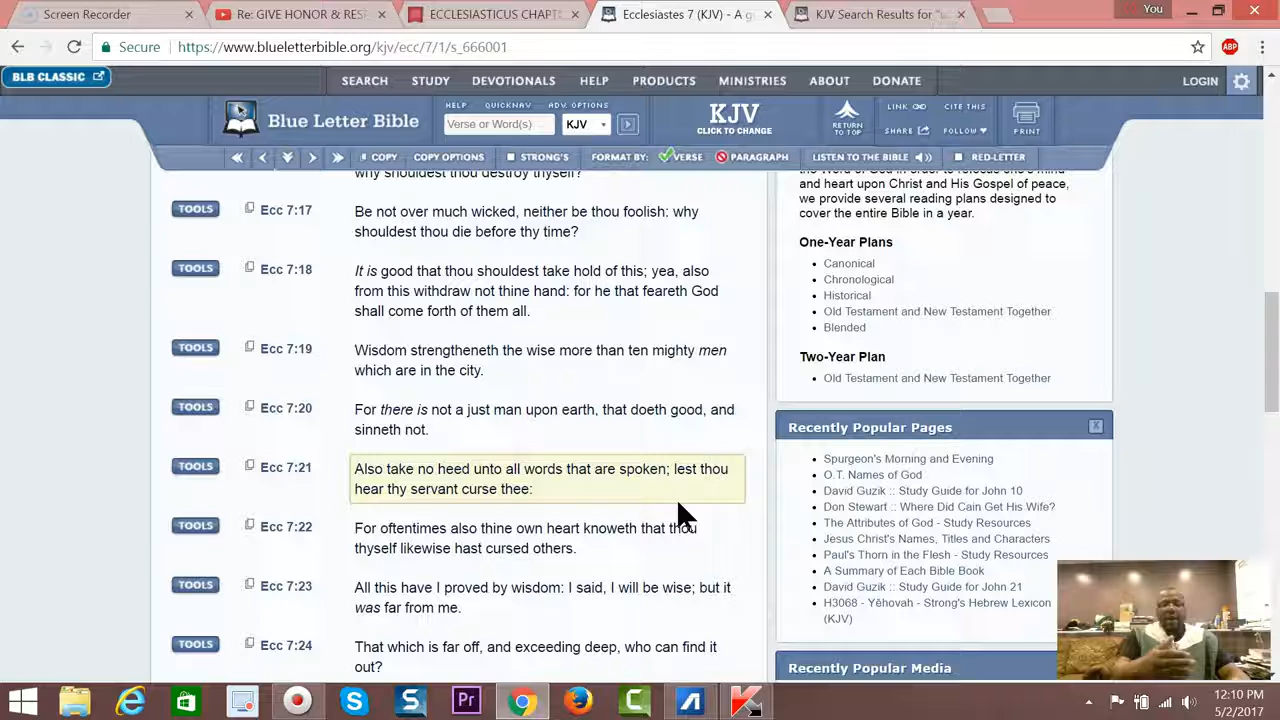 Screen Recorder
Re: GIVE HONOR & RES
ECCLESIASTICUS CHAPT
Ecclesiastes 7 (KJV) - A g
KJV Search Results for "
You
Secure
https://www.blueletterbible.org/kjv/ecc/7/1/s_666001
ABP
BLB CLASSIC
SEARCH
STUDY
DEVOTIONALS
HELP
PRODUCTS
MINISTRIES
ABOUT
DONATE
LOGIN
Blue Letter Bible
HELP
QUICKNAV
ADV. OPTIONS
Verse or Word(s)
KJV
KJV
CLICK TO CHANGE
RETURN
TO TOP
LINK
CITE THIS
SHARE
FOLLOW
PRINT
COPY
COPY OPTIONS
STRONG'S
FORMAT BY:
VERSE
PARAGRAPH
LISTEN TO THE BIBLE
RED-LETTER
why shouldest thou destroy thyself?
TOOLS
Ecc 7:17
Be not over much wicked, neither be thou foolish: why
shouldest thou die before thy time?
TOOLS
Ecc 7:18
It is good that thou shouldest take hold of this; yea, also
from this withdraw not thine hand: for he that feareth God
shall come forth of them all.
TOOLS
Ecc 7:19
Wisdom strengtheneth the wise more than ten mighty men
which are in the city.
TOOLS
Ecc 7:20
For there is not a just man upon earth, that doeth good, and
sinneth not.
TOOLS
Ecc 7:21
Also take no heed unto all words that are spoken; lest thou
hear thy servant curse thee:
TOOLS
Ecc 7:22
For oftentimes also thine own heart knoweth that thou
thyself likewise hast cursed others.
TOOLS
Ecc 7:23
All this have I proved by wisdom: I said, I will be wise; but it
was far from me.
TOOLS
Ecc 7:24
That which is far off, and exceeding deep, who can find it
out?
the Word of God in order to refocus one's mind
and heart upon Christ and His Gospel of peace,
we provide several reading plans designed to
cover the entire Bible in a year.
One-Year Plans
Canonical
Chronological
Historical
Old Testament and New Testament Together
Blended
Two-Year Plan
Old Testament and New Testament Together
Recently Popular Pages
x
Spurgeon's Morning and Evening
O.T. Names of God
David Guzik :: Study Guide for John 10
Don Stewart :: Where Did Cain Get His Wife?
The Attributes of God - Study Resources
Jesus Christ's Names, Titles and Characters
Paul's Thorn in the Flesh - Study Resources
A Summary of Each Bible Book
David Guzik :: Study Guide for John 21
H3068 - Yĕhovah - Strong's Hebrew Lexicon
(KJV)
Recently Popular Media
Pr
12:10 PM
5/2/2017